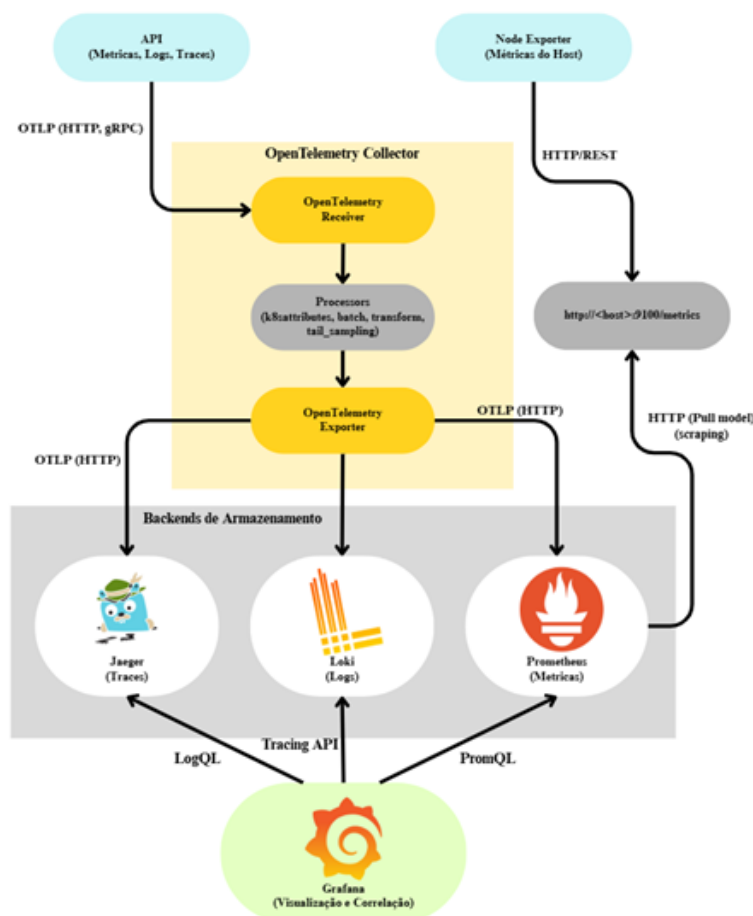 API
(Metricas, Logs, Traces)
Node Exporter
(Métricas do Host)
OTLP (HTTP, gRPC)
HTTP/REST
OpenTelemetry Collector
OpenTelemetry
Receiver
Processors
(k8sattributes, batch, transform,
tail_sampling)
http://<host>:9100/metrics
OpenTelemetry
Exporter
OTLP (HTTP)
HTTP (Pull model)
(scraping)
OTLP (HTTP)
Backends de Armazenamento
Jaeger
(Traces)
Loki
(Logs)
Prometheus
(Metricas)
LogQL
Tracing API
PromQL
Grafana
(Visualização e Correlação)